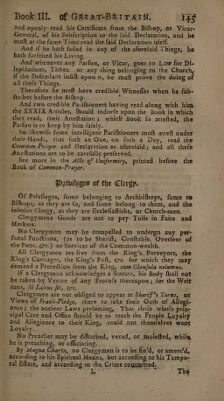 Book III. of GREAT-BRITAIN. 145
and openly read his Certificate from the Bishop, or Vicar-
General, of his Subscription to the said Declaration, and he
must at the same Time read the said Declaration itself.
And if he hath failed in any of the aforesaid Things, he
hath forfeited his Living.
And whenever any Parson, or Vicar, goes to Law for Di-
lapidations, Tithes, or any thing belonging to the Church,
if the Defendant insist upon it, he must prove the doing of
all these Things.
Therefore he must have credible Witnesses when he sub-
scribes before the Bishop
And two credible Parishioners having read along with him
the XXXIX Articles, should indorse upon the Book in which
they read, their Attestation; which Book so attested, the
Parson is to keep by him safely.
So likewise some intelligent Parishioners must attest under
their Hands, that such an One, on such a Day, read the
Common-Prayer and Declaration as aforesaid; and all these
Attestations are to be carefully preserved.
See more in the Acts of Uniformity, printed before the
Book of Common-Prayer.
Privileges of the Clergy.
Of Privileges, some belonging to Archbishops, some to
Bishops, as they are so, and some belong to them, and the
inferior Clergy, as they are Ecclesiasticks, or Church-men.
Clergymens Goods are not to pay Tolls in Fairs and
Markets.
No Clergyman may be compelled to undergo any per-
sonal Functions, (as to be Sheriff, Constable, Overseer of
the Poor, &c.) or Services of the Common-wealth.
All Clergymen are free from the King's Purveyors, the
King's Carriages, the King's Post, &c for which they may
demand a Protection from the King, cum Clausula nolumus.
If a Clergyman acknowledges a Statute, his Body shall not
be taken by Vertue of any Process thereupon; for the Writ
runs, si Laicus sit, &c.
Clergymen are not obliged to appear at Sheriff's Turns, or
Views of Frank-Pledge, there to take their Oath of Allegi-
ance; the ancient Laws presuming, That those whole prin-
cipal Care and Office should be to teach the People Loyalty
and Allegiance to their King, could not themselves want
Loyalty.
No Preacher may be disturbed, vexed, or molested, while
he is preaching, or officiating.
By Magna Charta, no Clergyman is to be fin'd, or amerc'd,
according to his Spiritual Means, but according to his Tempo-
ral Estate, and according to the Crime committed.
L The